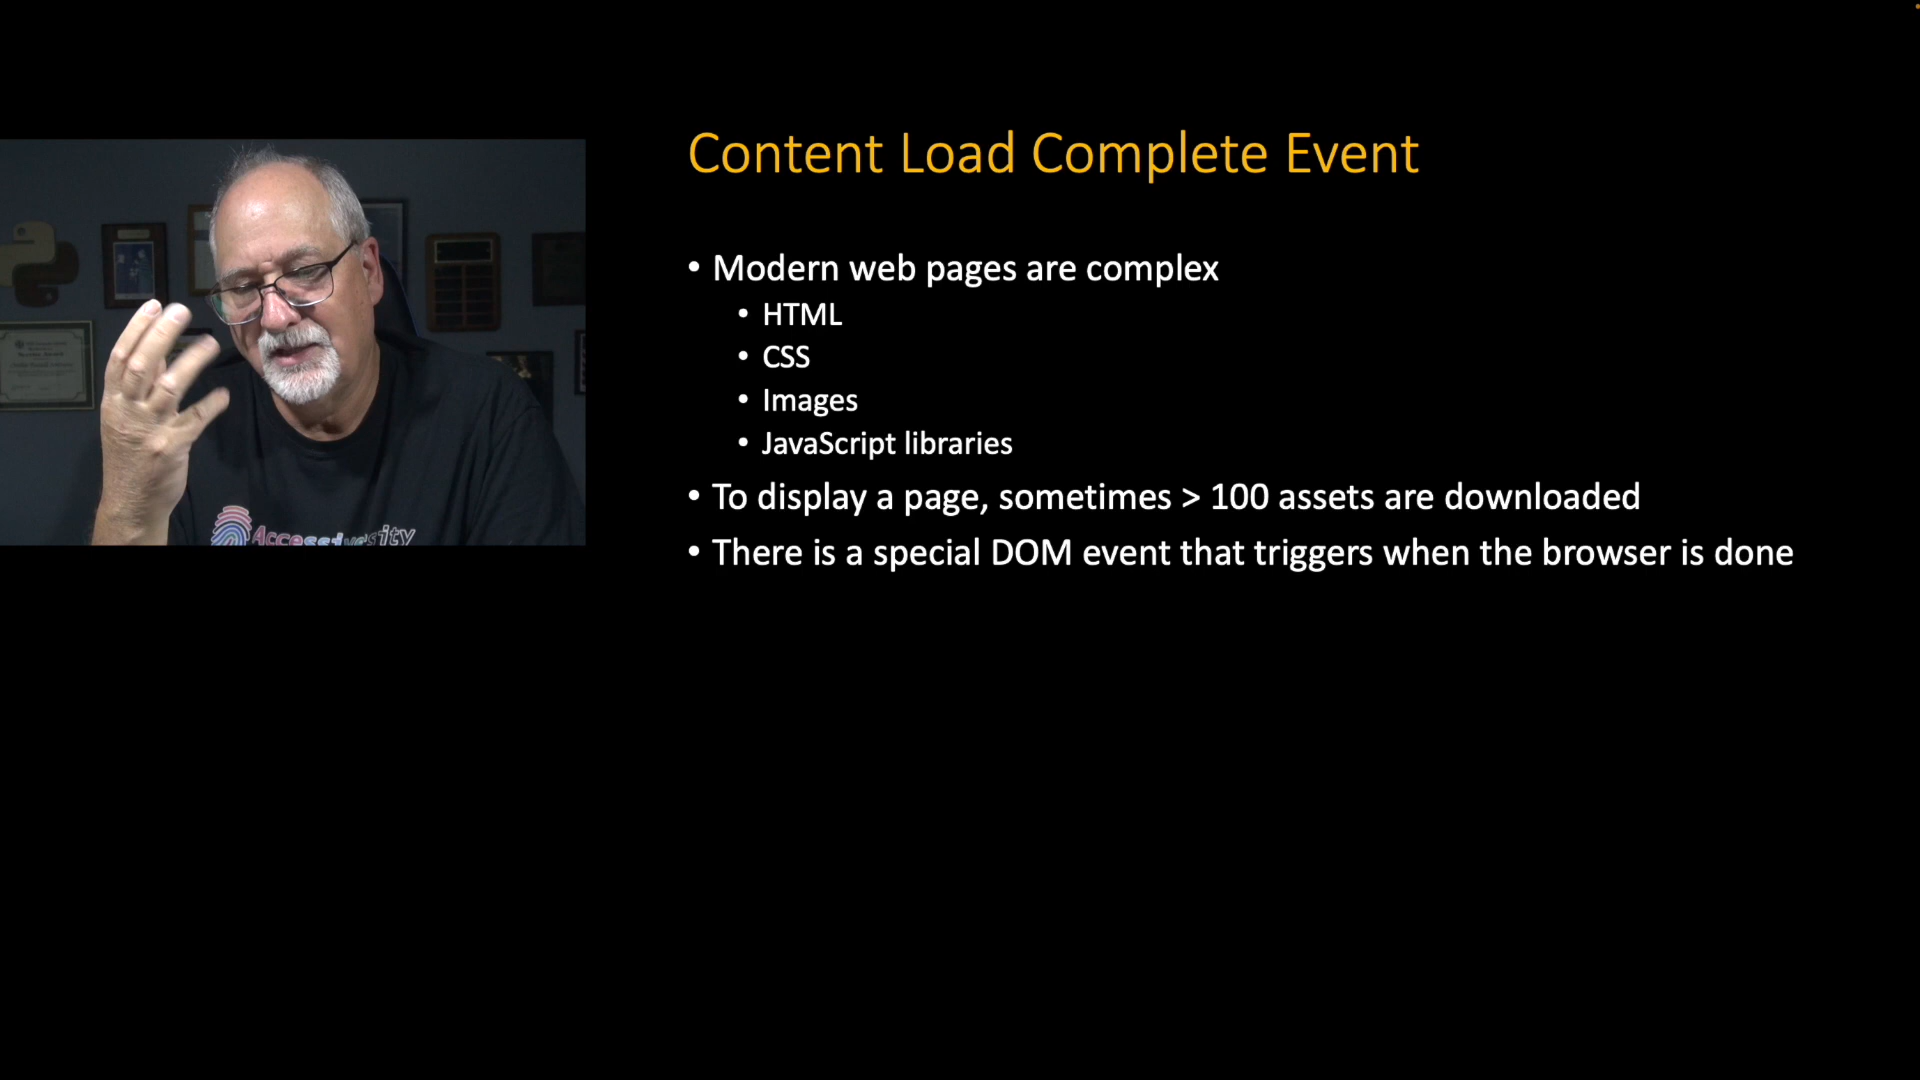 Content Load Complete Event
• Modern web pages are complex
• HTML
• CSS
• Images
• JavaScript libraries
• To display a page, sometimes > 100 assets are downloaded
• There is a special DOM event that triggers when the browser is done
Accessiversity